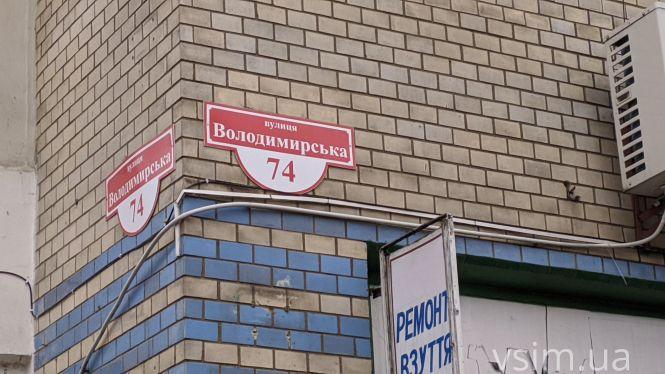 вулиця
Володимирська
74
вулиця
Володимирська
74
РЕМОНТ
ВЗУТТЯ
vsim.ua